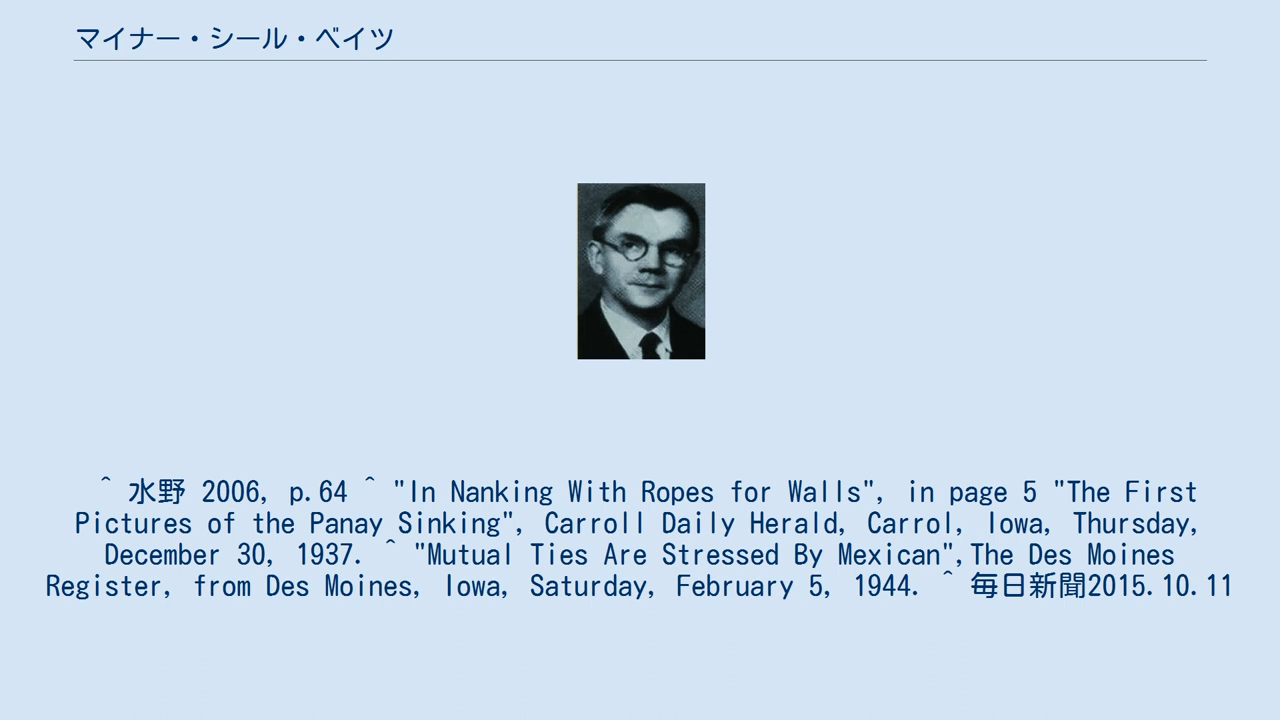 マイナー・シール・ベイツ
^ 水野 2006, p.64 ^ "In Nanking With Ropes for Walls", in page 5 "The First
Pictures of the Panay Sinking", Carroll Daily Herald, Carrol, Iowa, Thursday,
December 30, 1937. ^ "Mutual Ties Are Stressed By Mexican",The Des Moines
Register, from Des Moines, Iowa, Saturday, February 5, 1944. ^ 毎日新聞2015.10.11